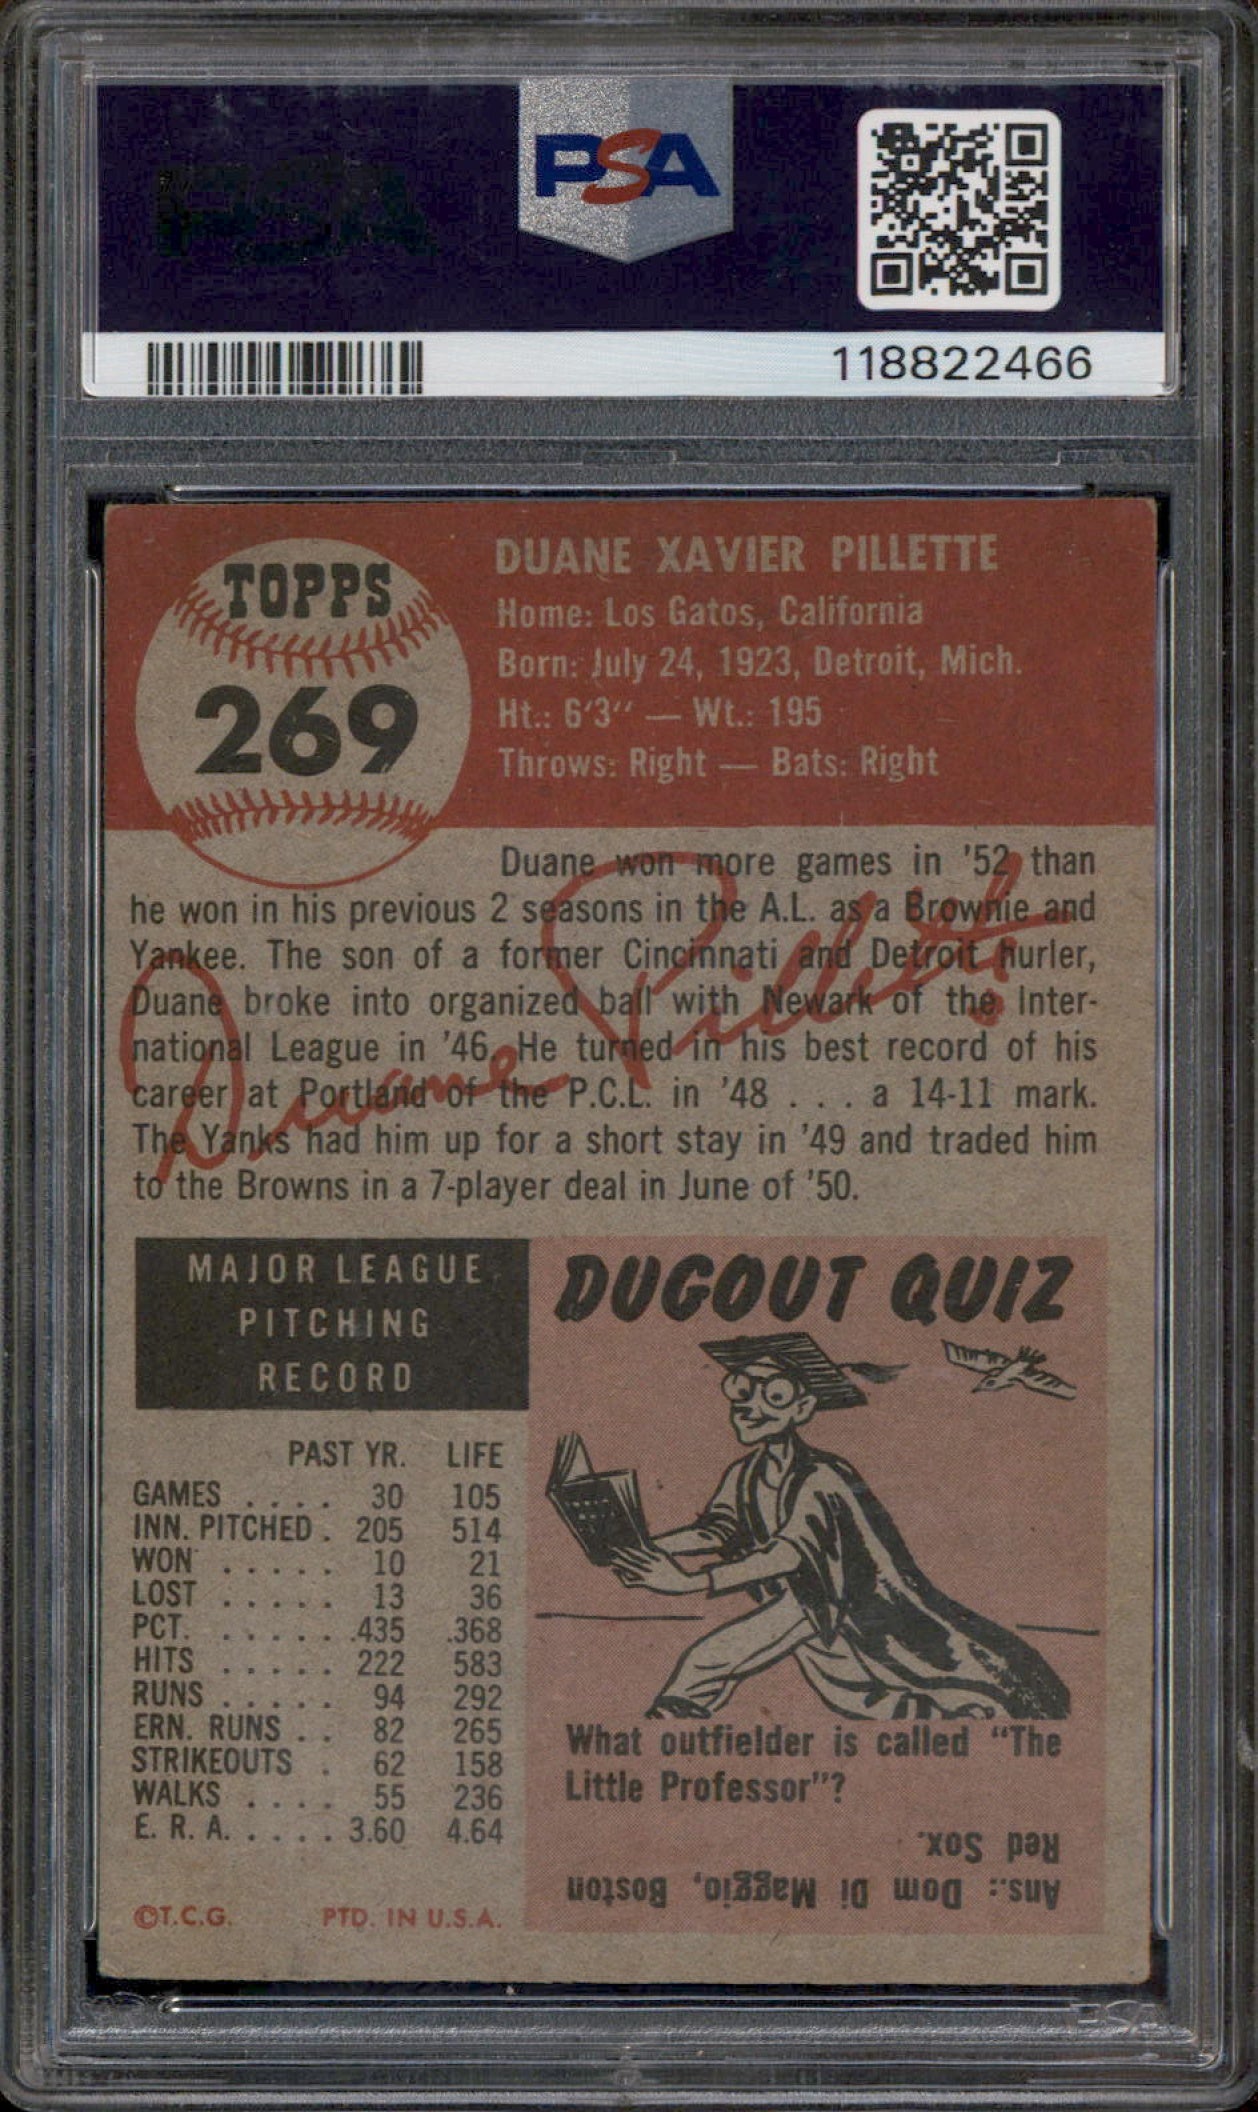 PSA
118822466
TOPPS
269
DUANE XAVIER PILLETTE
Home: Los Gatos, California
Born: July 24, 1923, Detroit, Mich.
Ht.: 6'3'' — Wt.: 195
Throws: Right — Bats: Right
Duane won more games in '52 than
he won in his previous 2 seasons in the A.L. as a Brownie and
Yankee. The son of a former Cincinnati and Detroit hurler,
Duane broke into organized ball with Newark of the Inter-
national League in '46. He turned in his best record of his
career at Portland of the P.C.L. in '48 . . . a 14-11 mark.
The Yanks had him up for a short stay in '49 and traded him
to the Browns in a 7-player deal in June of '50.
Duane Pillette
MAJOR LEAGUE
PITCHING
RECORD
PAST YR. LIFE
GAMES . . . . 30 105
INN. PITCHED . 205 514
WON . . . . . 10 21
LOST . . . . . 13 36
PCT. . . . . . .435 .368
HITS . . . . . 222 583
RUNS . . . . . 94 292
ERN. RUNS . . 82 265
STRIKEOUTS . 62 158
WALKS . . . . 55 236
E. R. A. . . . . 3.60 4.64
©T.C.G. PTD. IN U.S.A.
DUGOUT QUIZ
What outfielder is called "The
Little Professor"?
Ans.: Dom Di Maggio, Boston
Red Sox.